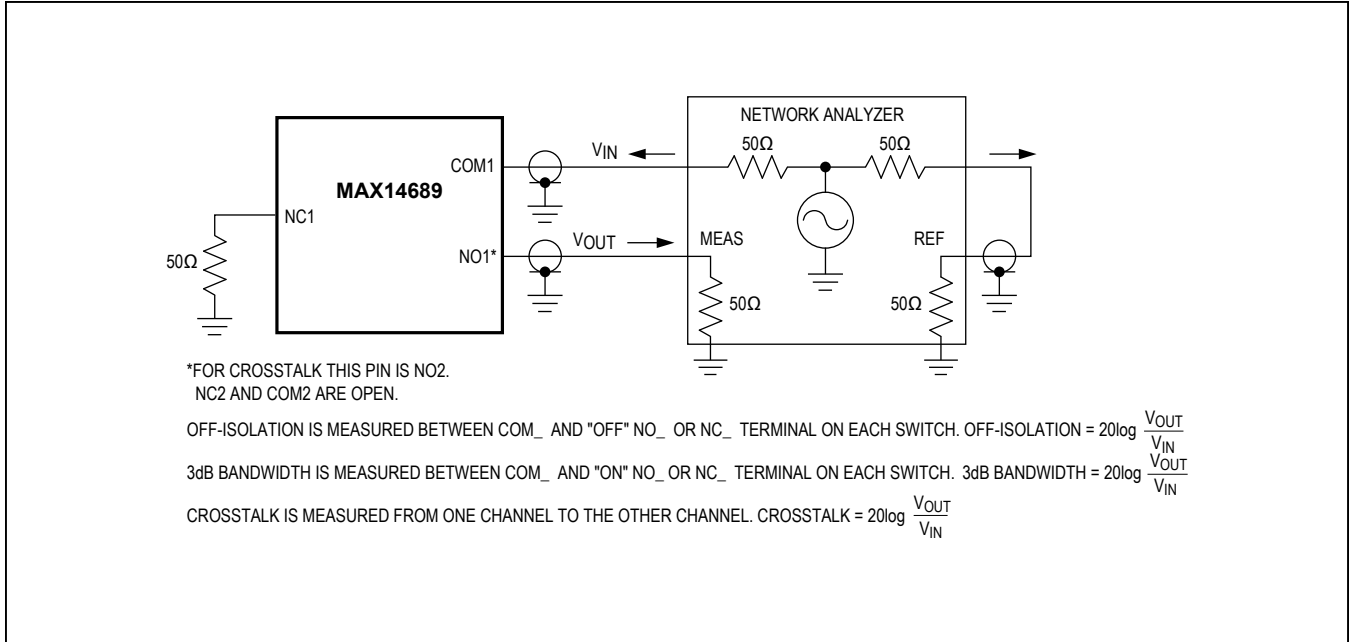 NETWORK ANALYZER
50Ω 50Ω
COM1 VIN
MAX14689
NC1
50Ω
NO1* VOUT MEAS REF
50Ω 50Ω
*FOR CROSSTALK THIS PIN IS NO2.
NC2 AND COM2 ARE OPEN.
OFF-ISOLATION IS MEASURED BETWEEN COM_ AND "OFF" NO_ OR NC_ TERMINAL ON EACH SWITCH. OFF-ISOLATION = 20log VOUT/VIN
3dB BANDWIDTH IS MEASURED BETWEEN COM_ AND "ON" NO_ OR NC_ TERMINAL ON EACH SWITCH. 3dB BANDWIDTH = 20log VOUT/VIN
CROSSTALK IS MEASURED FROM ONE CHANNEL TO THE OTHER CHANNEL. CROSSTALK = 20log VOUT/VIN